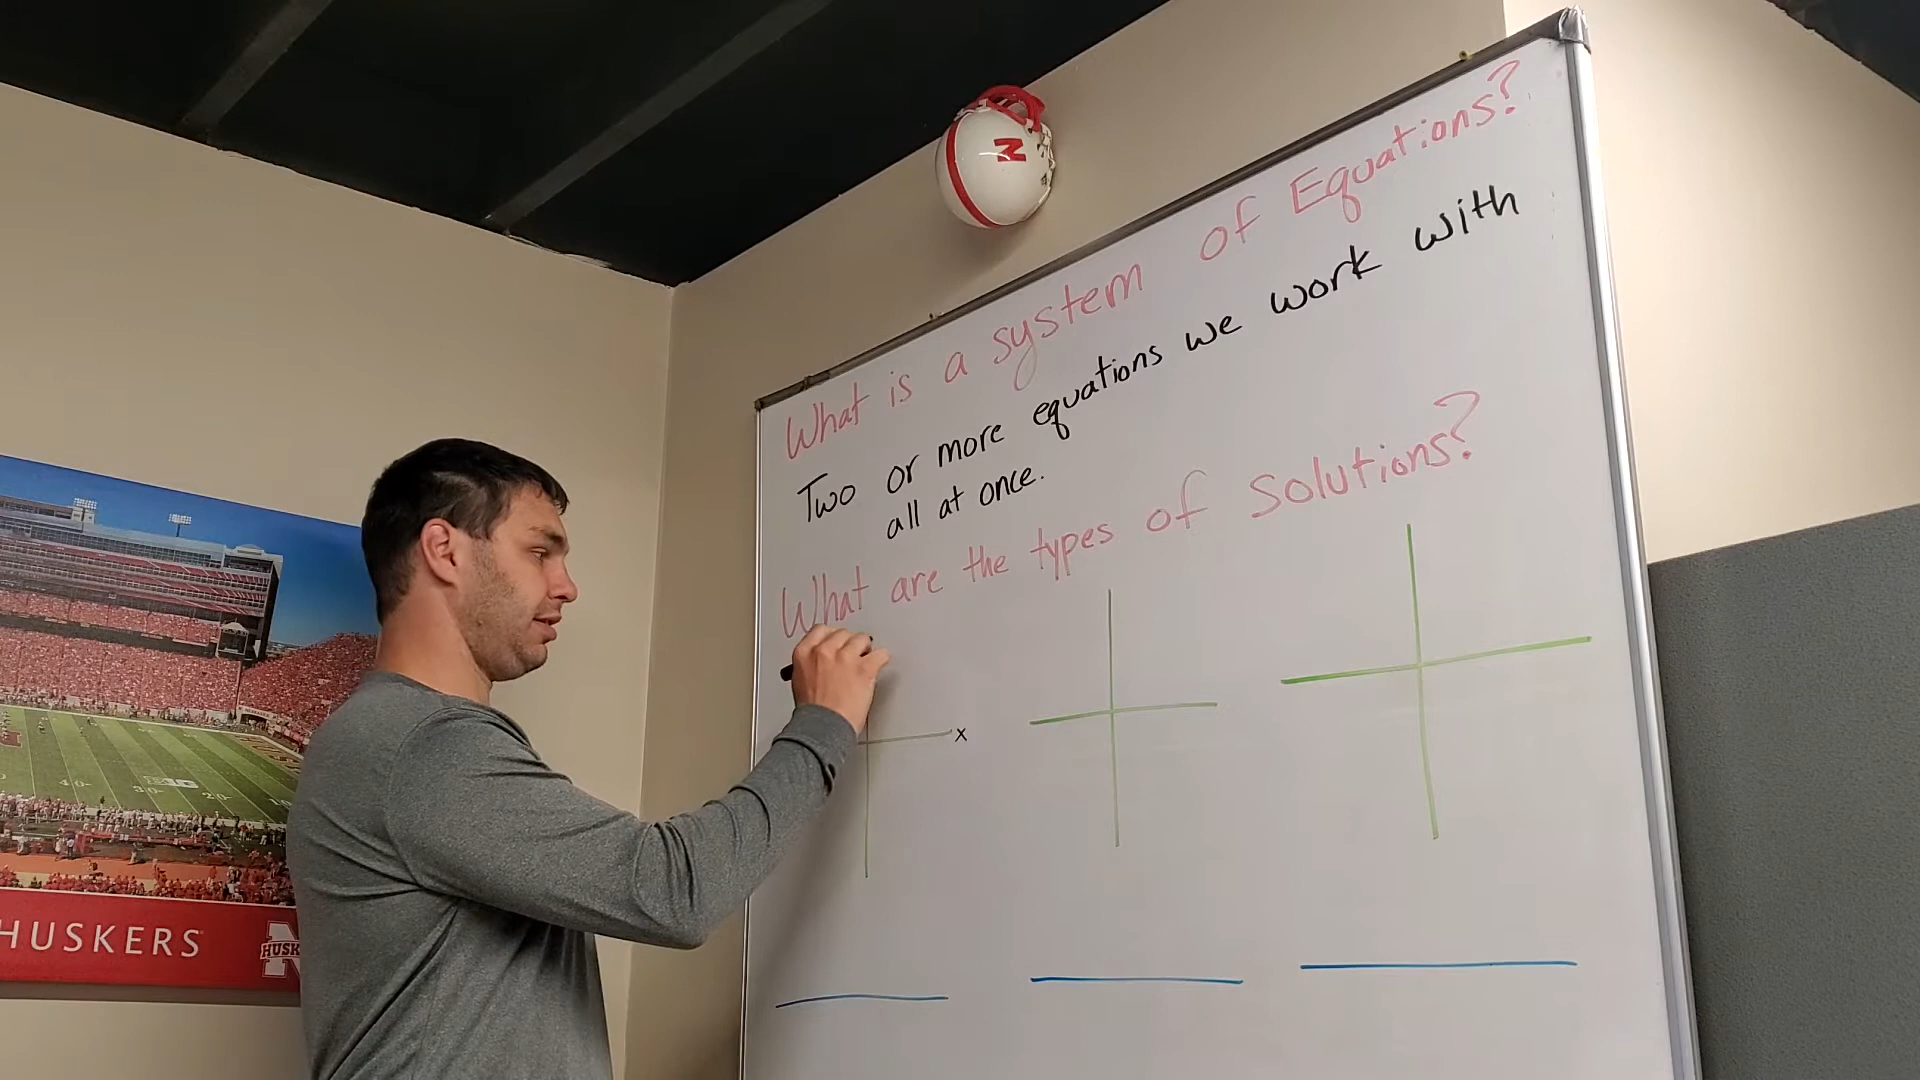 What is a system of Equations?
Two or more equations we work with
all at once.
What are the types of Solutions?
x
N
HUSKERS
HUSK